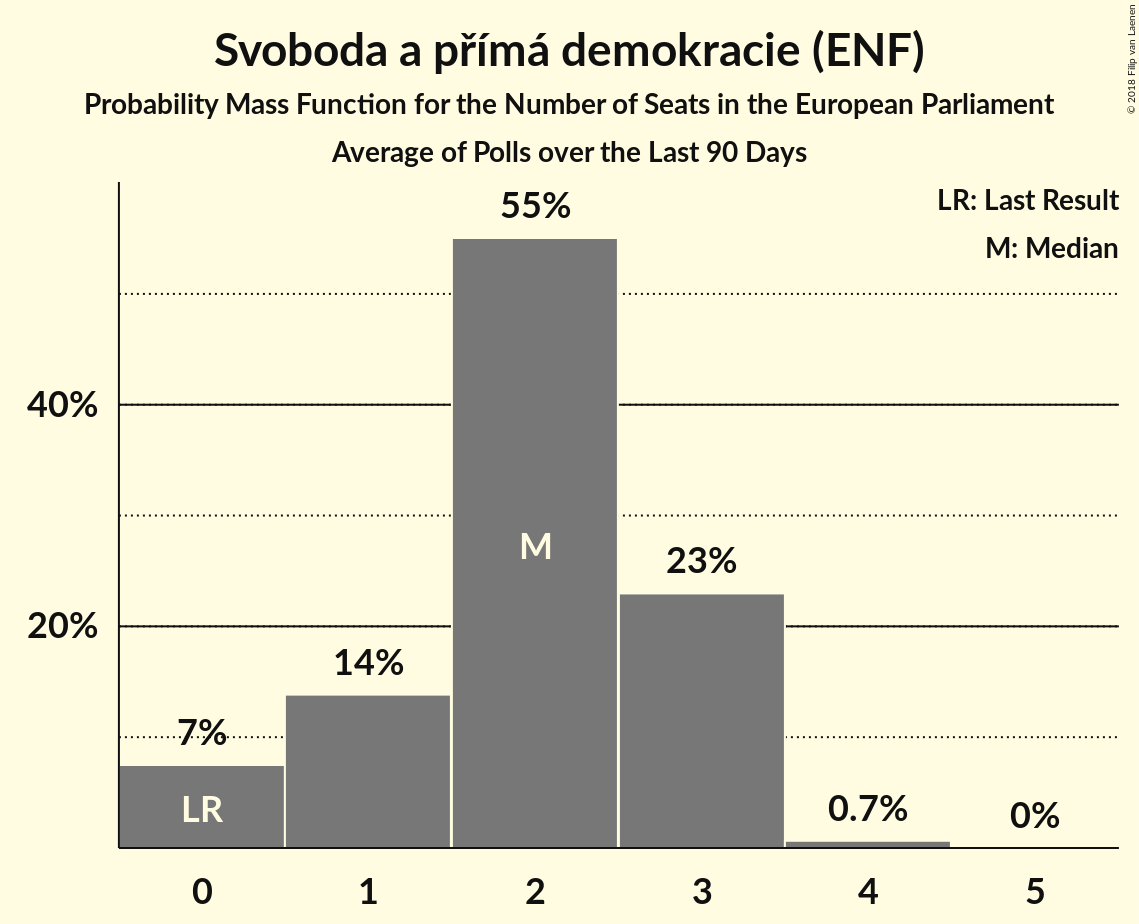 Svoboda a přímá demokracie (ENF)
Probability Mass Function for the Number of Seats in the European Parliament
Average of Polls over the Last 90 Days
© 2018 Filip van Laenen
LR: Last Result
M: Median
55%
40%
M
23%
20%
14%
7%
LR
0.7%
0%
0 1 2 3 4 5